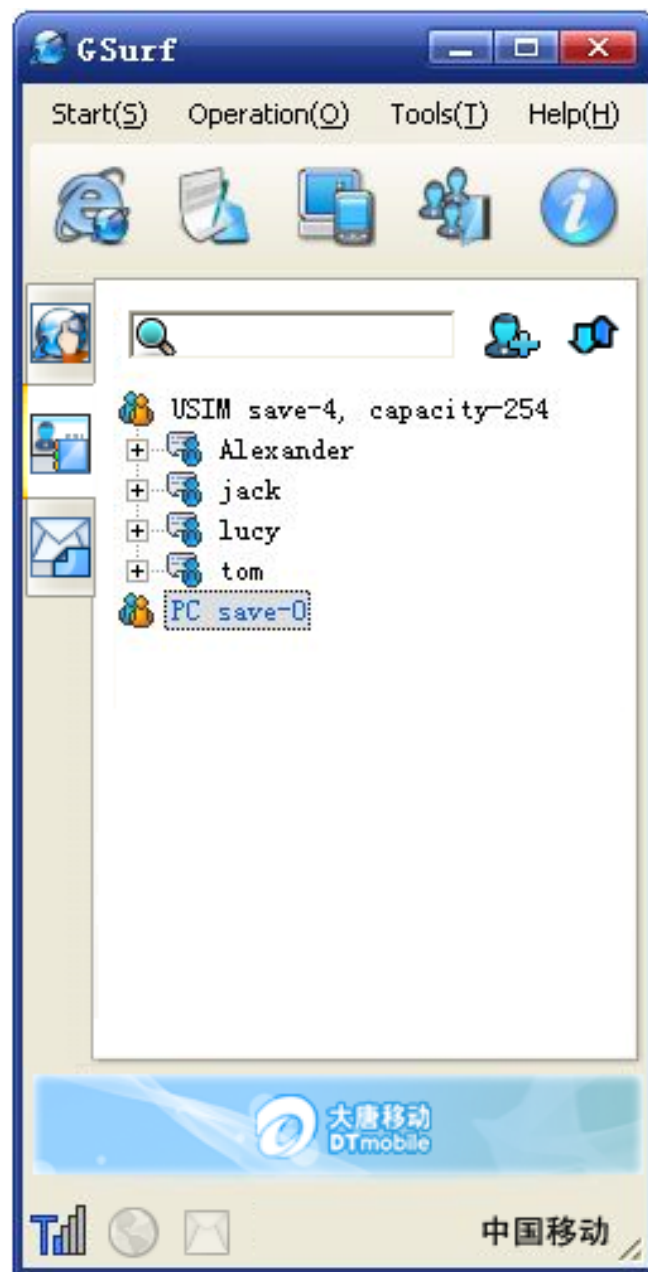 GSurf
Start(S) Operation(O) Tools(T) Help(H)
USIM save-4, capacity-254
Alexander
jack
lucy
tom
PC save-0
大唐移动
DTmobile
中国移动